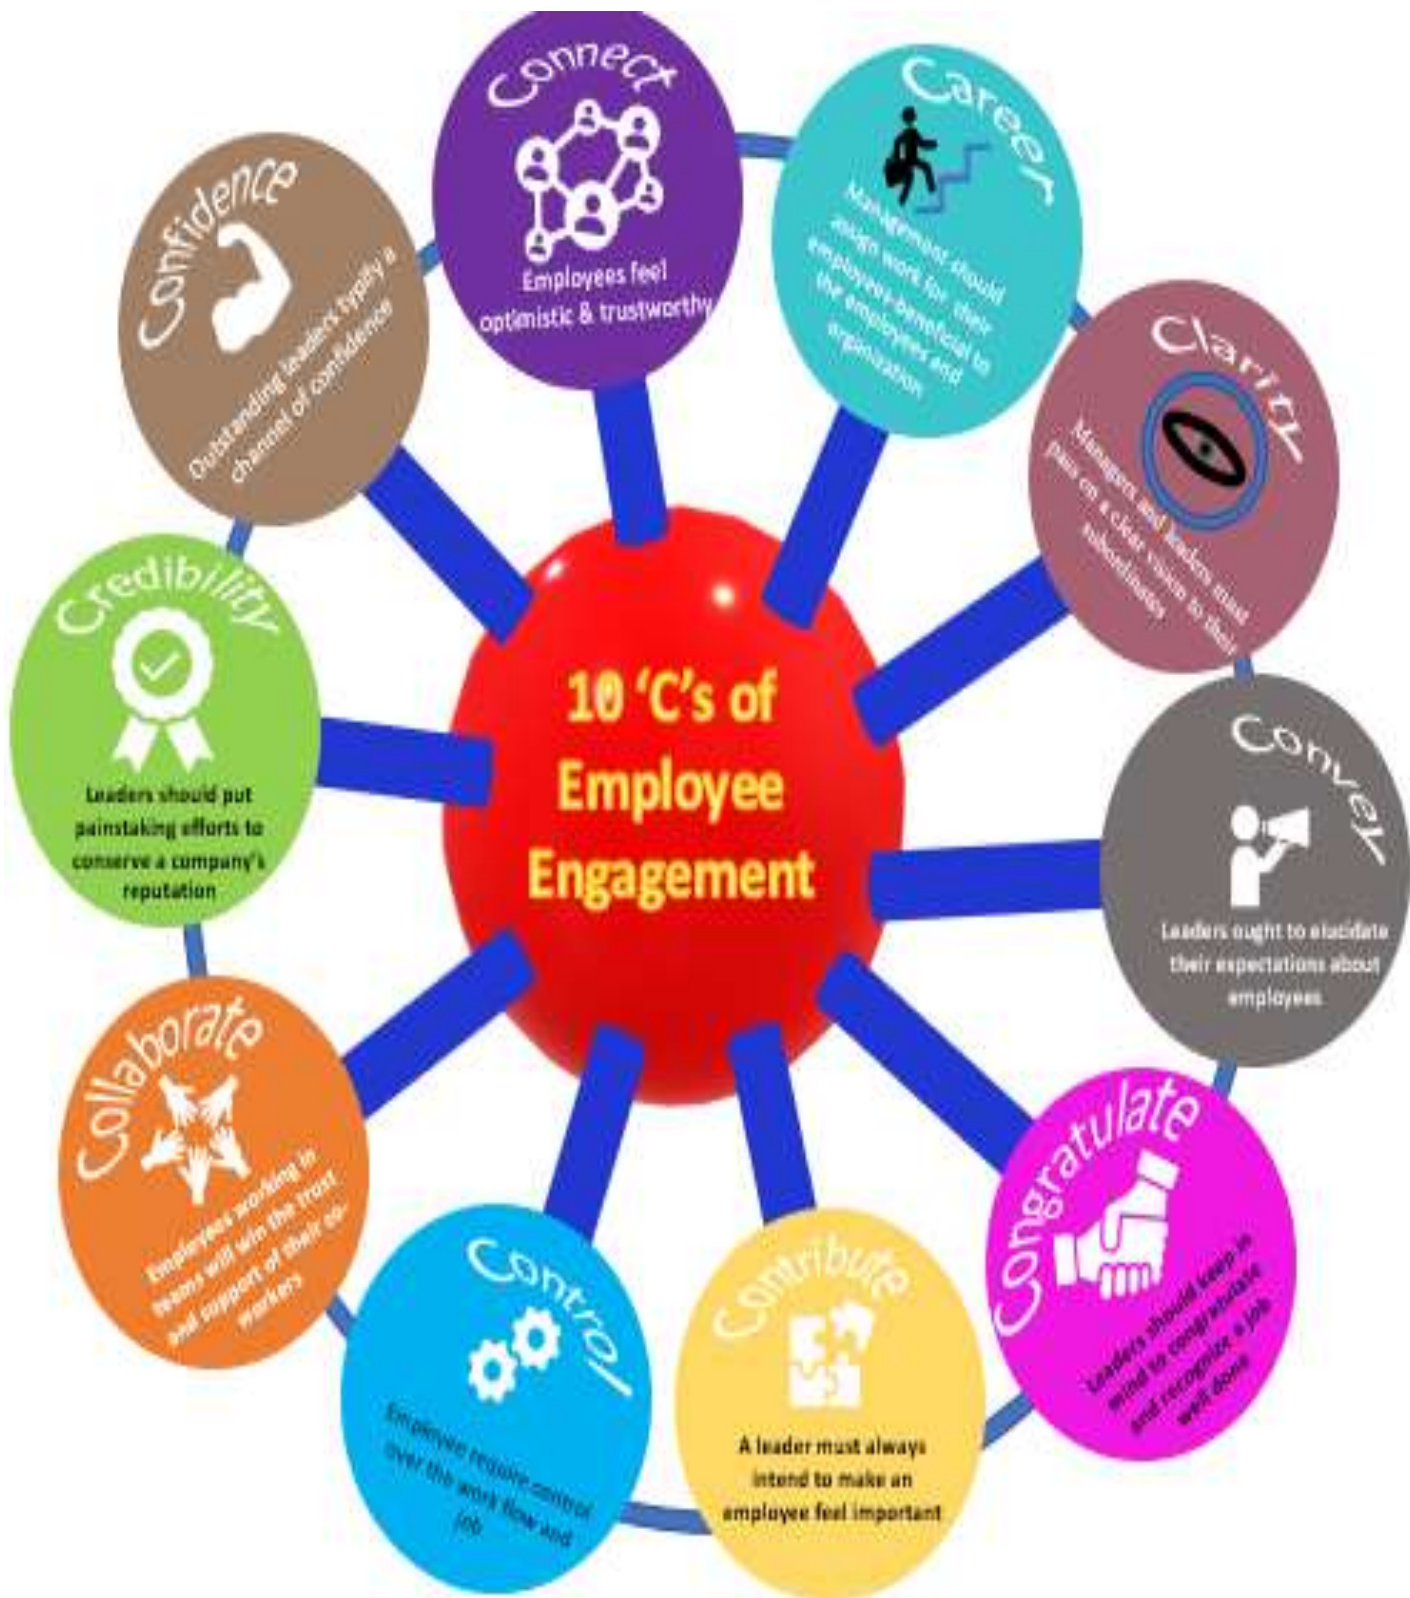 10 ‘C’s of
Employee
Engagement
Connect
Employees feel
optimistic & trustworthy
Career
Management should
assign work for their
employees-beneficial to
the employees and
organization
Clarity
Managers and leaders must
pass on a clear vision to their
subordinates
Convey
Leaders ought to elucidate
their expectations about
employees
Congratulate
Leaders should keep in
mind to congratulate
and recognize a job
well done
Contribute
A leader must always
intend to make an
employee feel important
Control
Employee require control
over the work flow and
job
Collaborate
Employees working in
teams will win the trust
and support of their co-
workers
Credibility
Leaders should put
painstaking efforts to
conserve a company's
reputation
Confidence
Outstanding leaders typify a
channel of confidence